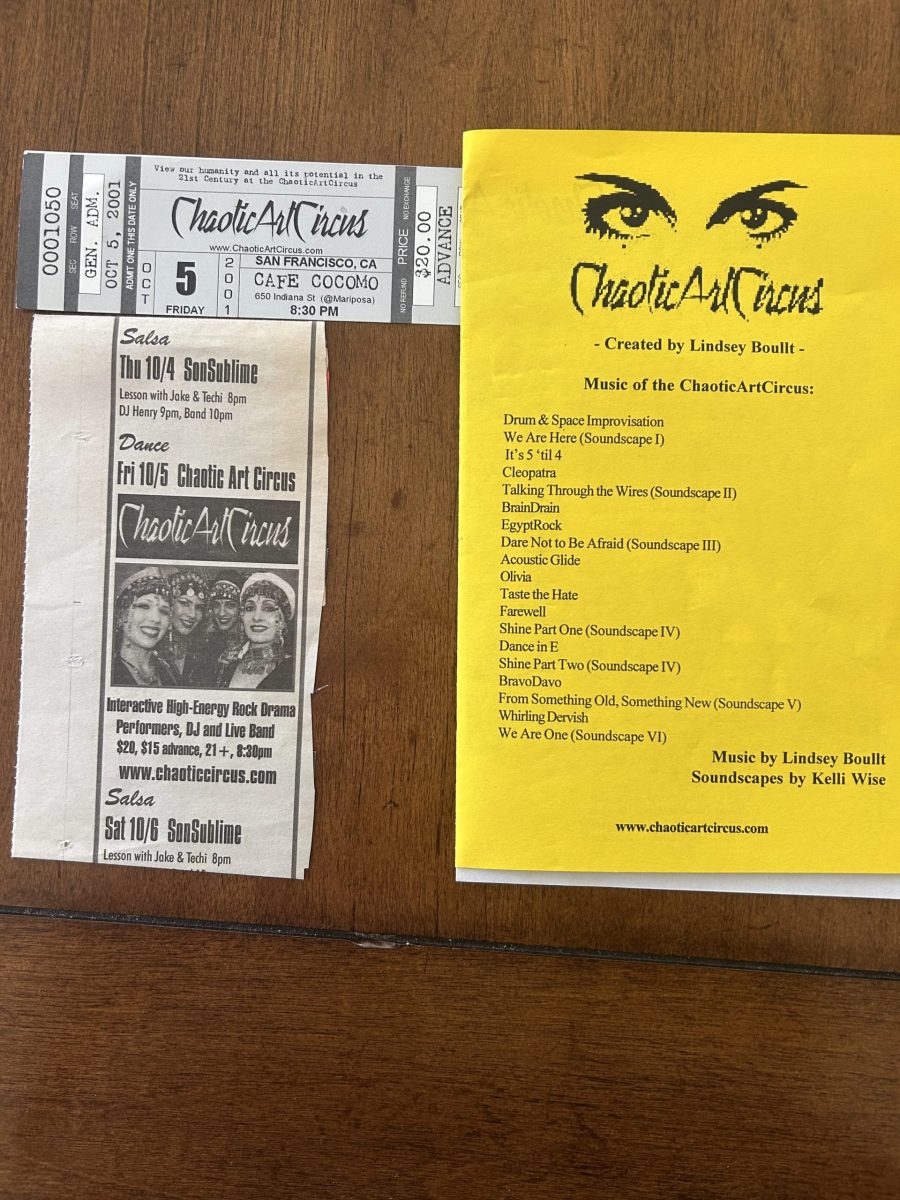 0001050
SEC ROW SEAT
GEN. ADM.
OCT 5, 2001
ADMIT ONE THIS DATE ONLY
View our humanity and all its potential in the
21st Century at the ChaoticArtCircus
ChaoticArtCircus
www.ChaoticArtCircus.com
OCT
5
FRIDAY
2001
SAN FRANCISCO, CA
CAFE COCOMO
650 Indiana St (@Mariposa)
8:30 PM
NO REFUND PRICE NO EXCHANGE
$20.00
ADVANCE
Salsa
Thu 10/4 SonSublime
Lesson with Jake & Techi 8pm
DJ Henry 9pm, Band 10pm
Dance
Fri 10/5 Chaotic Art Circus
ChaoticArtCircus
Interactive High-Energy Rock Drama
Performers, DJ and Live Band
$20, $15 advance, 21+, 8:30pm
www.chaoticcircus.com
Salsa
Sat 10/6 SonSublime
Lesson with Jake & Techi 8pm
ChaoticArtCircus
- Created by Lindsey Boullt -
Music of the ChaoticArtCircus:
Drum & Space Improvisation
We Are Here (Soundscape I)
It's 5 ‘til 4
Cleopatra
Talking Through the Wires (Soundscape II)
BrainDrain
EgyptRock
Dare Not to Be Afraid (Soundscape III)
Acoustic Glide
Olivia
Taste the Hate
Farewell
Shine Part One (Soundscape IV)
Dance in E
Shine Part Two (Soundscape IV)
BravoDavo
From Something Old, Something New (Soundscape V)
Whirling Dervish
We Are One (Soundscape VI)
Music by Lindsey Boullt
Soundscapes by Kelli Wise
www.chaoticartcircus.com